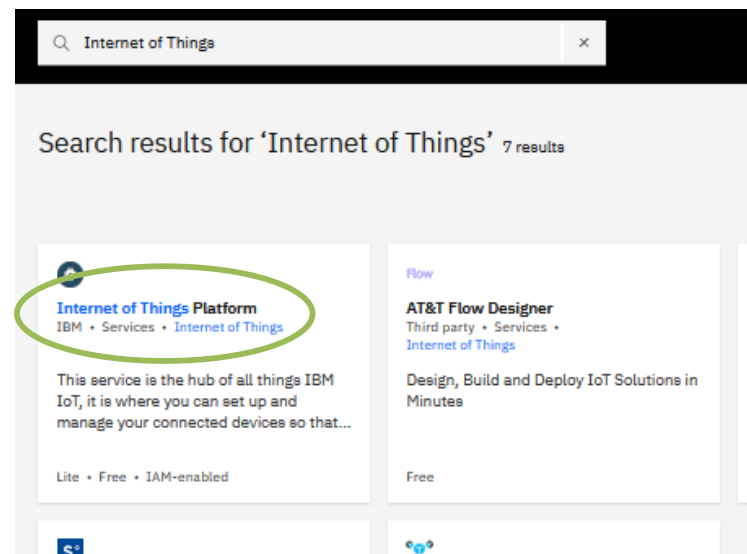 Internet of Things
Search results for ‘Internet of Things’ 7 results
Internet of Things Platform
IBM • Services • Internet of Things
This service is the hub of all things IBM
IoT, it is where you can set up and
manage your connected devices so that...
Lite • Free • IAM-enabled
Flow
AT&T Flow Designer
Third party • Services •
Internet of Things
Design, Build and Deploy IoT Solutions in
Minutes
Free
S